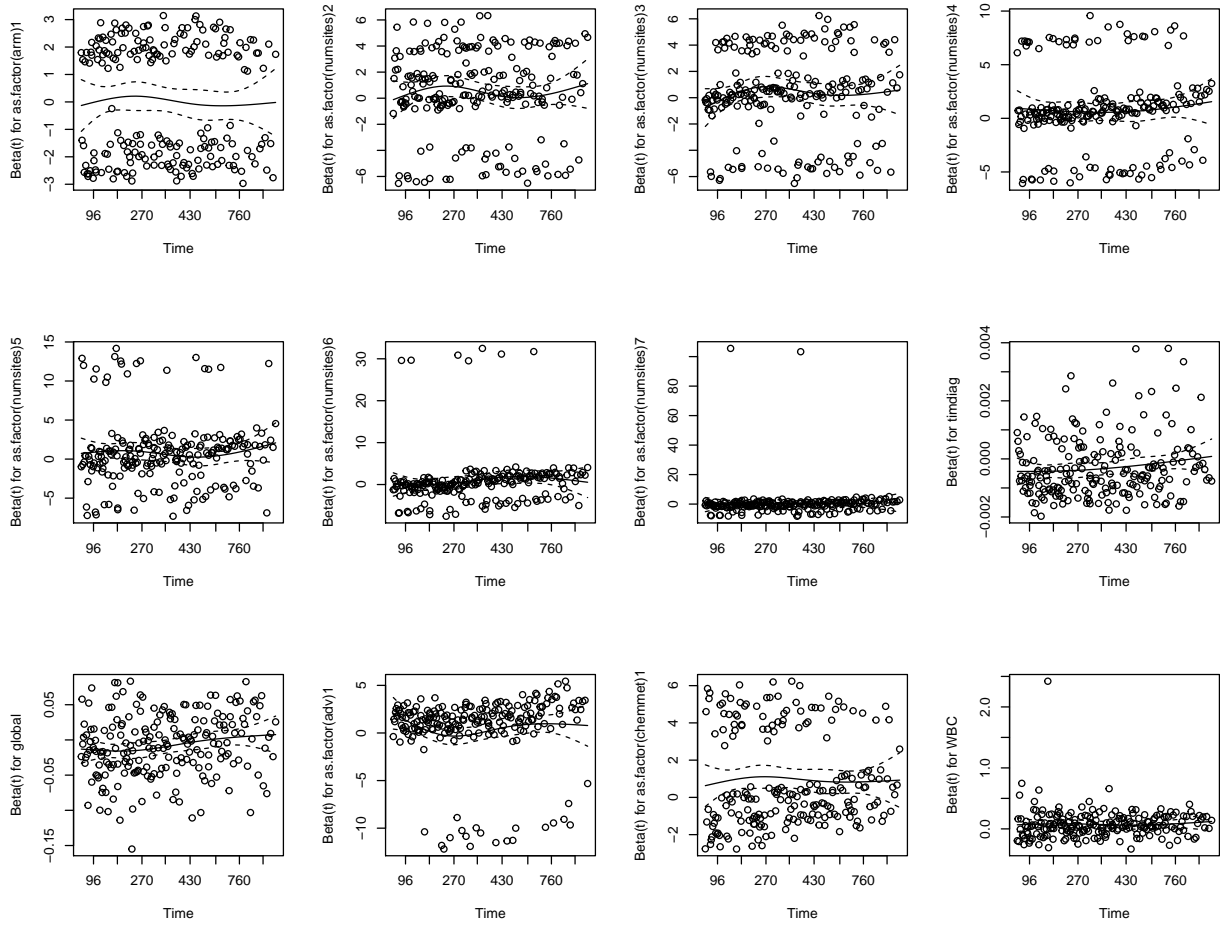 Beta(t) for as.factor(arm)1
3
2
1
0
−1
−2
−3
96 270 430 760
Time
Beta(t) for as.factor(numsites)2
6
4
2
0
−2
−6
96 270 430 760
Time
Beta(t) for as.factor(numsites)3
6
4
2
0
−2
−6
96 270 430 760
Time
Beta(t) for as.factor(numsites)4
10
5
0
−5
96 270 430 760
Time
Beta(t) for as.factor(numsites)5
15
10
5
0
−5
96 270 430 760
Time
Beta(t) for as.factor(numsites)6
30
20
10
0
96 270 430 760
Time
Beta(t) for as.factor(numsites)7
80
60
40
20
0
96 270 430 760
Time
Beta(t) for timdiag
0.004
0.002
0.000
−0.002
96 270 430 760
Time
Beta(t) for global
0.05
−0.05
−0.15
96 270 430 760
Time
Beta(t) for as.factor(adv)1
5
0
−5
−10
96 270 430 760
Time
Beta(t) for as.factor(chemmet)1
6
4
2
0
−2
96 270 430 760
Time
Beta(t) for WBC
2.0
1.0
0.0
96 270 430 760
Time